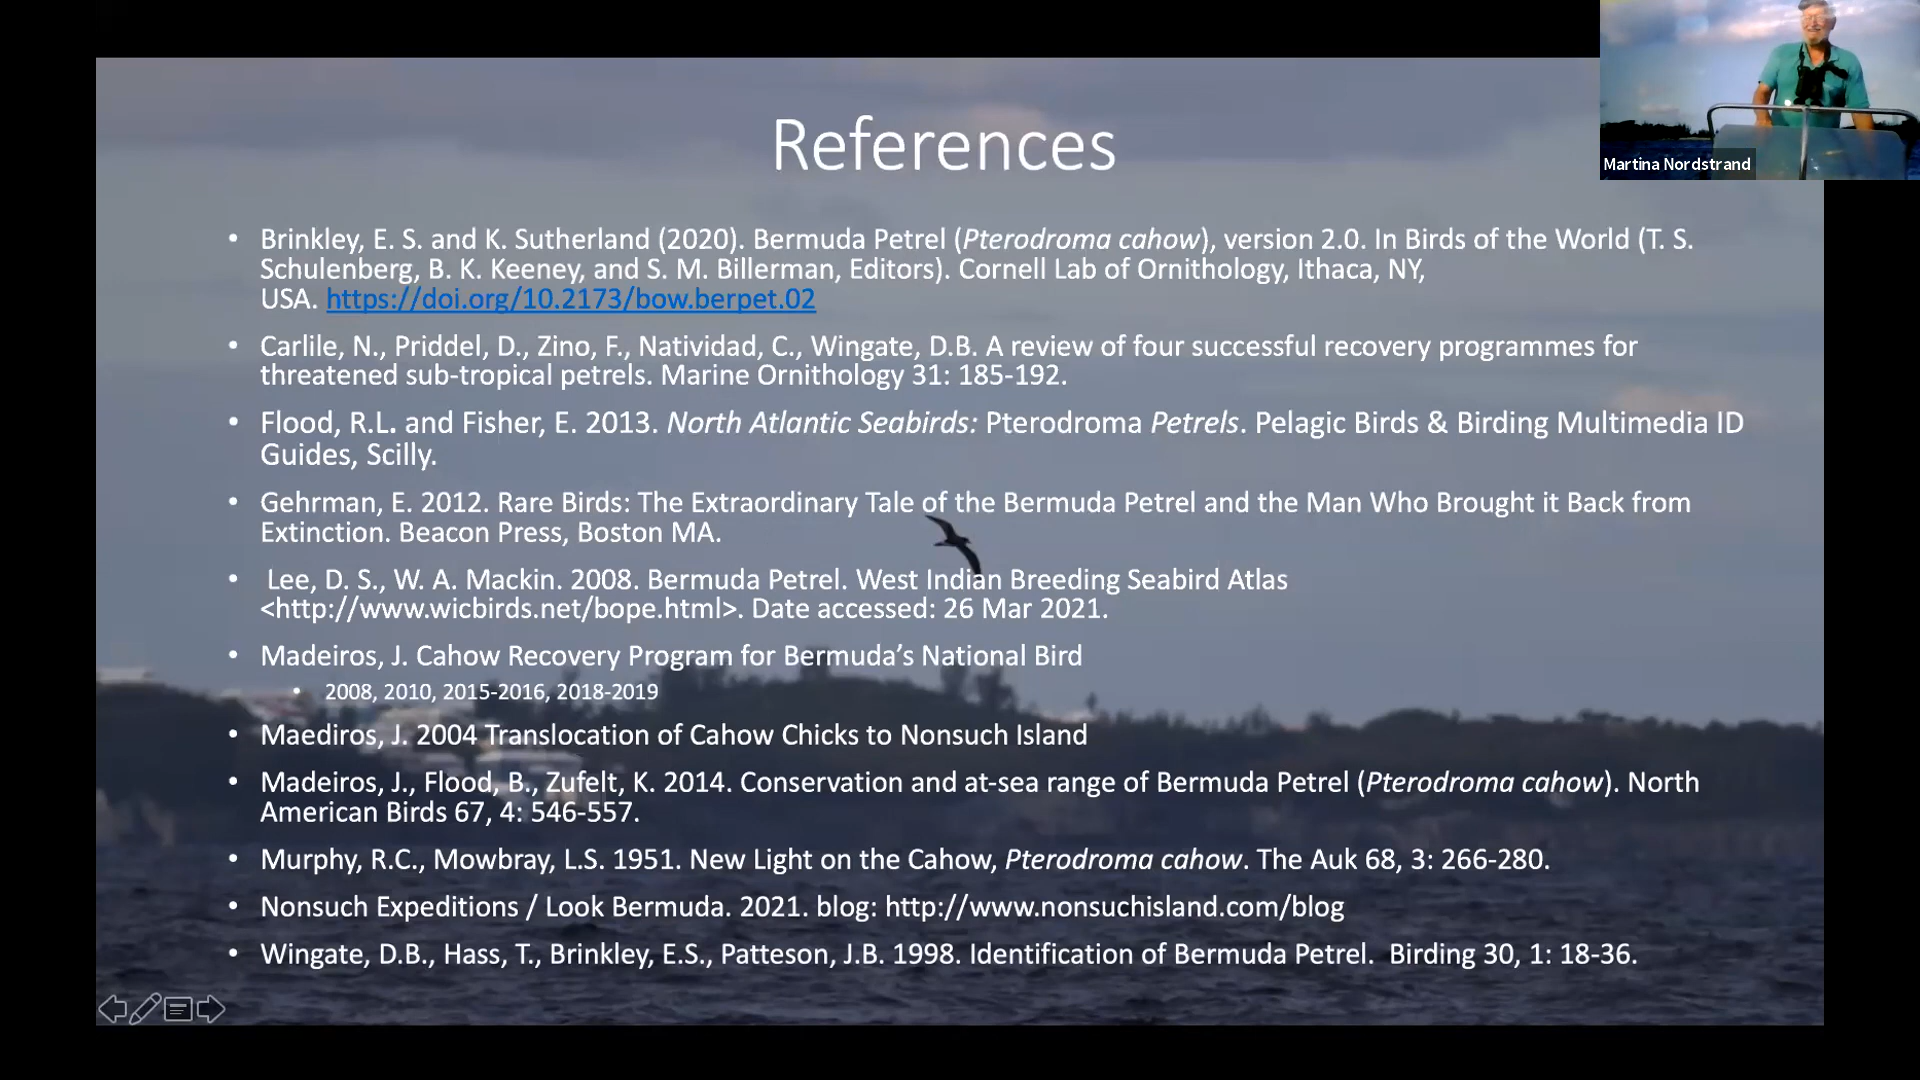 References
Martina Nordstrand
• Brinkley, E. S. and K. Sutherland (2020). Bermuda Petrel (Pterodroma cahow), version 2.0. In Birds of the World (T. S.
Schulenberg, B. K. Keeney, and S. M. Billerman, Editors). Cornell Lab of Ornithology, Ithaca, NY,
USA. https://doi.org/10.2173/bow.berpet.02
• Carlile, N., Priddel, D., Zino, F., Natividad, C., Wingate, D.B. A review of four successful recovery programmes for
threatened sub-tropical petrels. Marine Ornithology 31: 185-192.
• Flood, R.L. and Fisher, E. 2013. North Atlantic Seabirds: Pterodroma Petrels. Pelagic Birds & Birding Multimedia ID
Guides, Scilly.
• Gehrman, E. 2012. Rare Birds: The Extraordinary Tale of the Bermuda Petrel and the Man Who Brought it Back from
Extinction. Beacon Press, Boston MA.
• Lee, D. S., W. A. Mackin. 2008. Bermuda Petrel. West Indian Breeding Seabird Atlas
<http://www.wicbirds.net/bope.html>. Date accessed: 26 Mar 2021.
• Madeiros, J. Cahow Recovery Program for Bermuda’s National Bird
• 2008, 2010, 2015-2016, 2018-2019
• Maediros, J. 2004 Translocation of Cahow Chicks to Nonsuch Island
• Madeiros, J., Flood, B., Zufelt, K. 2014. Conservation and at-sea range of Bermuda Petrel (Pterodroma cahow). North
American Birds 67, 4: 546-557.
• Murphy, R.C., Mowbray, L.S. 1951. New Light on the Cahow, Pterodroma cahow. The Auk 68, 3: 266-280.
• Nonsuch Expeditions / Look Bermuda. 2021. blog: http://www.nonsuchisland.com/blog
• Wingate, D.B., Hass, T., Brinkley, E.S., Patteson, J.B. 1998. Identification of Bermuda Petrel. Birding 30, 1: 18-36.